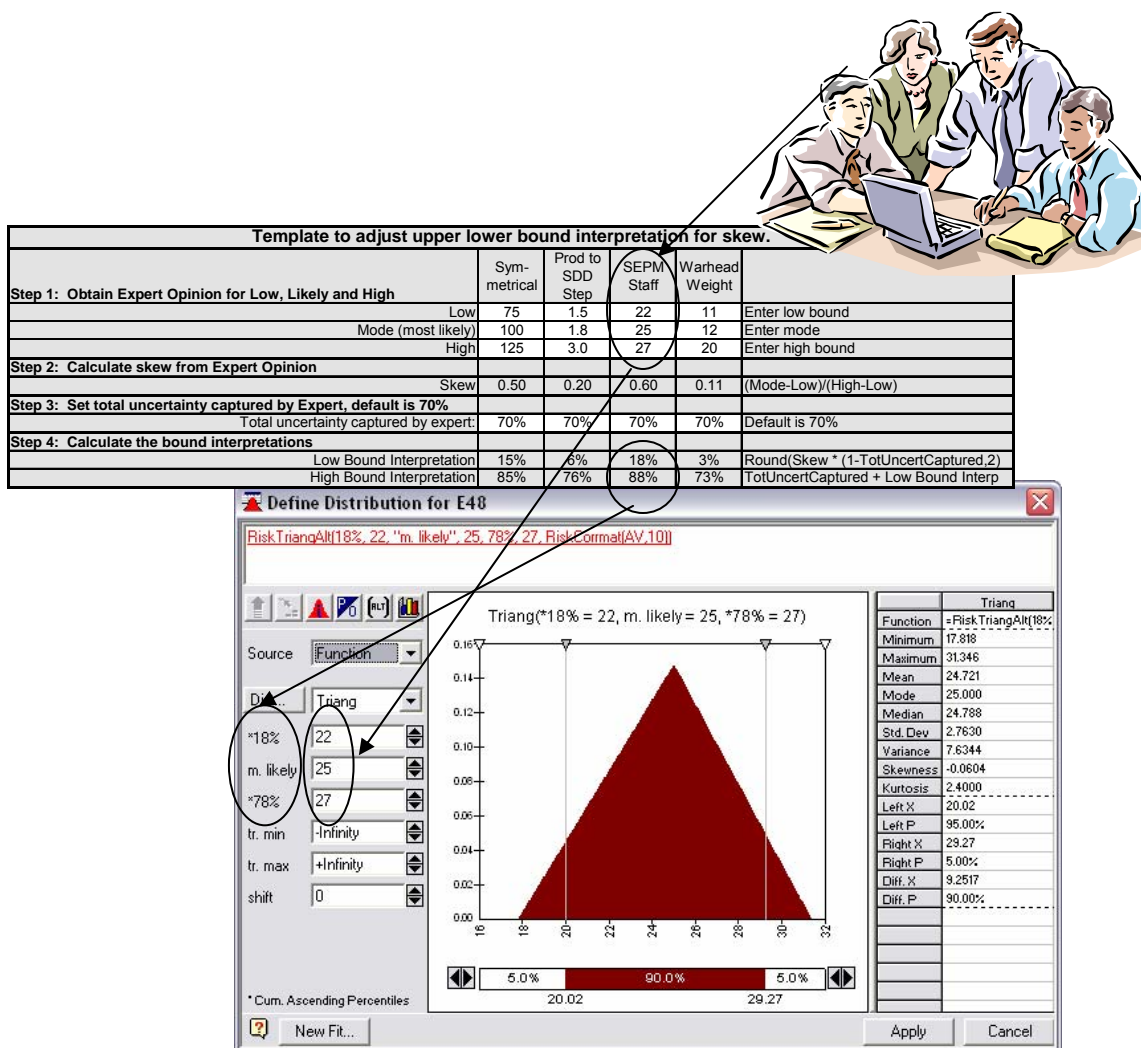 Template to adjust upper lower bound interpretation for skew.
Step 1: Obtain Expert Opinion for Low, Likely and High Sym-metrical Prod to SDD Step SEPM Staff Warhead Weight
Low 75 1.5 22 11 Enter low bound
Mode (most likely) 100 1.8 25 12 Enter mode
High 125 3.0 27 20 Enter high bound
Step 2: Calculate skew from Expert Opinion
Skew 0.50 0.20 0.60 0.11 (Mode-Low)/(High-Low)
Step 3: Set total uncertainty captured by Expert, default is 70%
Total uncertainty captured by expert: 70% 70% 70% 70% Default is 70%
Step 4: Calculate the bound interpretations
Low Bound Interpretation 15% 6% 18% 3% Round(Skew * (1-TotUncertCaptured,2)
High Bound Interpretation 85% 76% 88% 73% TotUncertCaptured + Low Bound Interp
Define Distribution for E48
RiskTriangAlt(18%, 22, "m. likely", 25, 78%, 27, RiskCorrmat(AV,10))
Source Function
Triang
*18% 22
m. likely 25
*78% 27
tr. min -Infinity
tr. max +Infinity
shift 0
* Cum. Ascending Percentiles
New Fit...
Triang(*18% = 22, m. likely = 25, *78% = 27)
0.16
0.14
0.12
0.10
0.08
0.06
0.04
0.02
0.00
16 18 20 22 24 26 28 30 32
5.0% 90.0% 5.0%
20.02 29.27
Triang
Function =RiskTriangAlt(18%
Minimum 17.818
Maximum 31.346
Mean 24.721
Mode 25.000
Median 24.788
Std. Dev 2.7630
Variance 7.6344
Skewness -0.0604
Kurtosis 2.4000
Left X 20.02
Left P 95.00%
Right X 29.27
Right P 5.00%
Diff. X 9.2517
Diff. P 90.00%
Apply Cancel